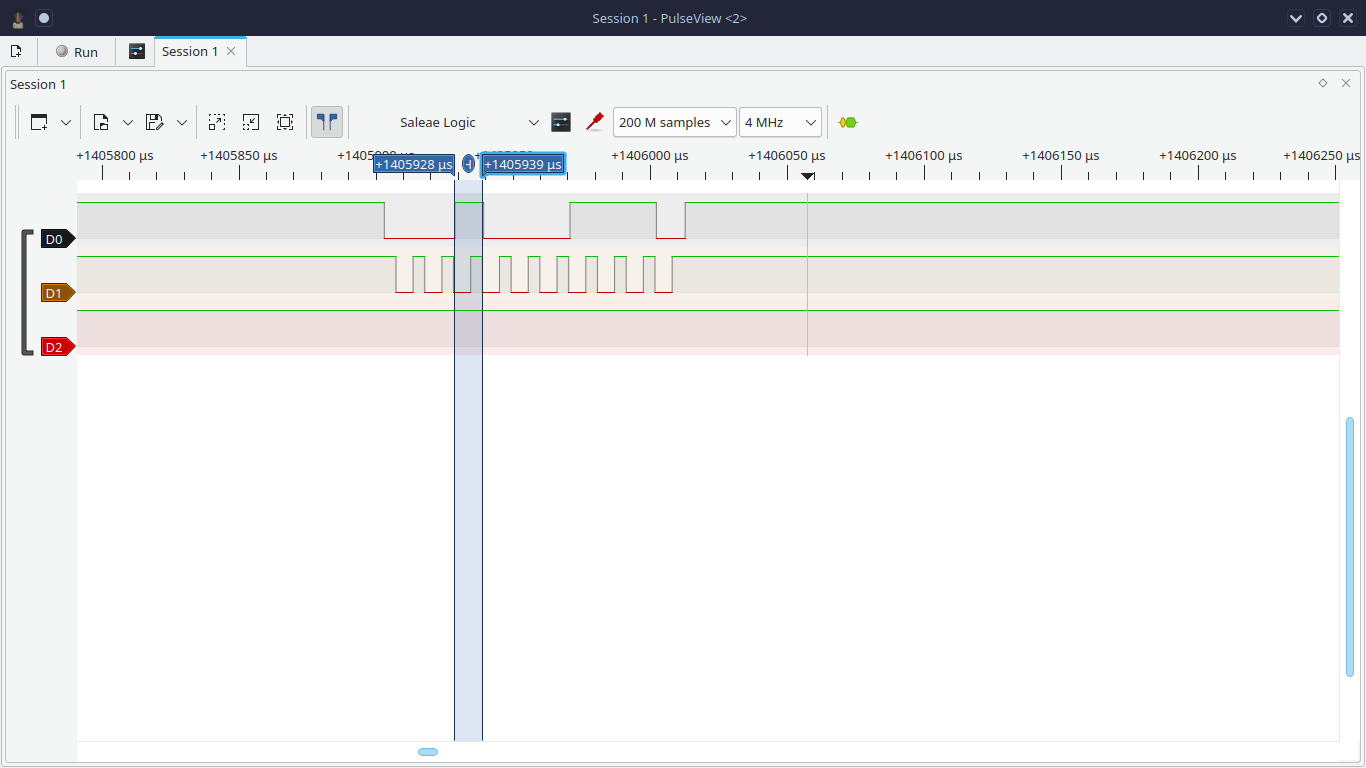 Session 1 - PulseView <2>
Run
Session 1
Session 1
Saleae Logic
200 M samples
4 MHz
+1405800 µs +1405850 µs +1406000 µs +1406050 µs +1406100 µs +1406150 µs +1406200 µs +1406250 µs
+1405928 µs +1405939 µs
D0
D1
D2